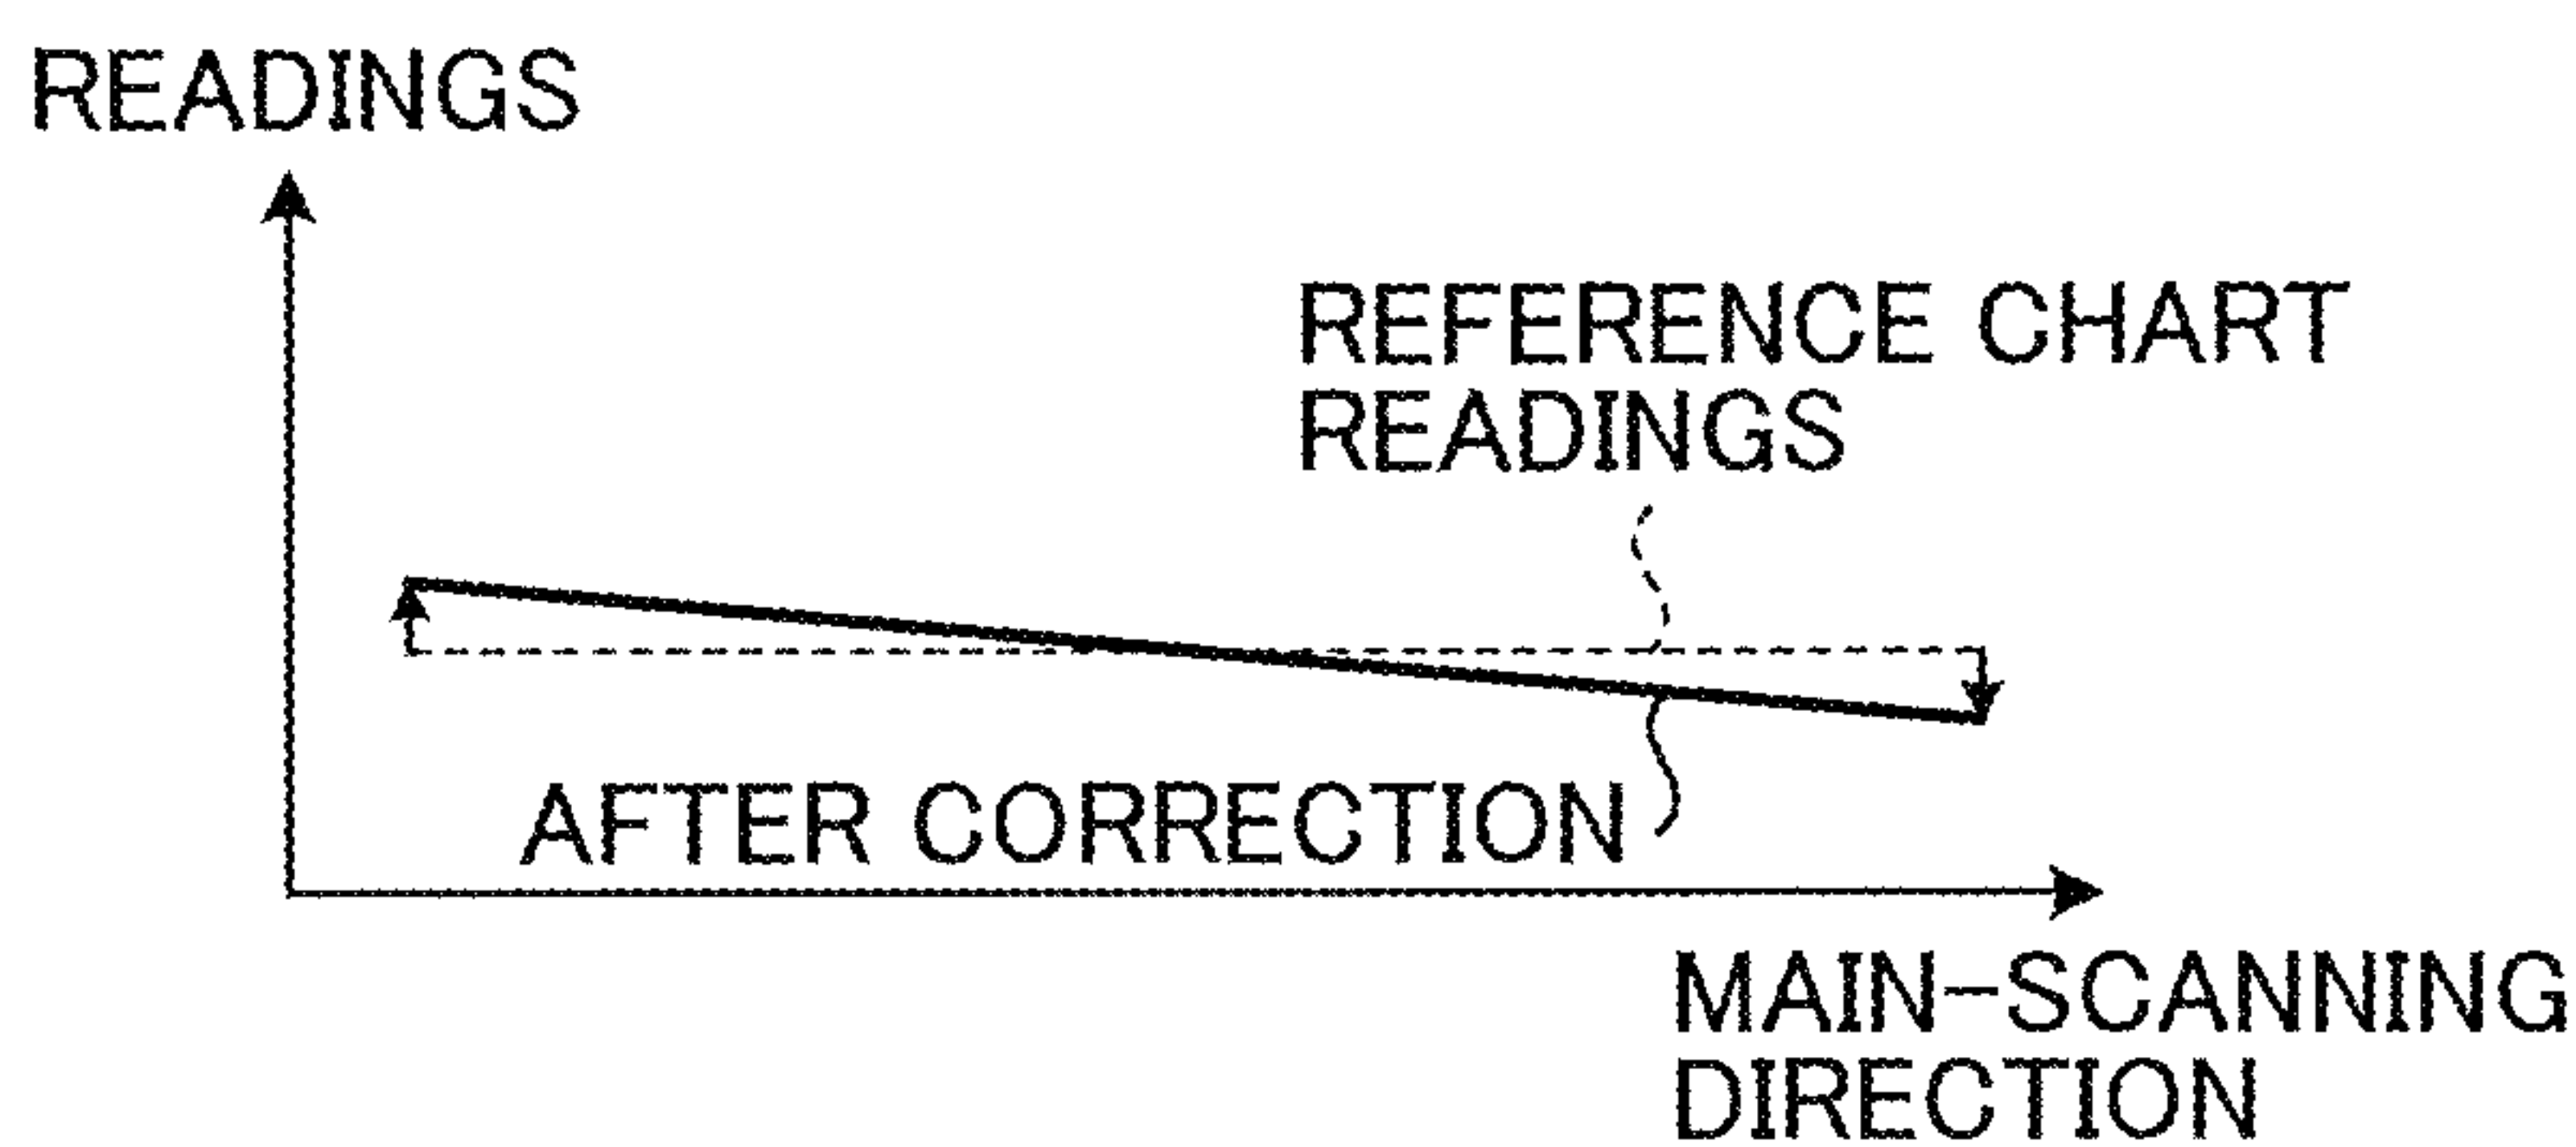 READINGS
REFERENCE CHART
READINGS
AFTER CORRECTION
MAIN-SCANNING
DIRECTION